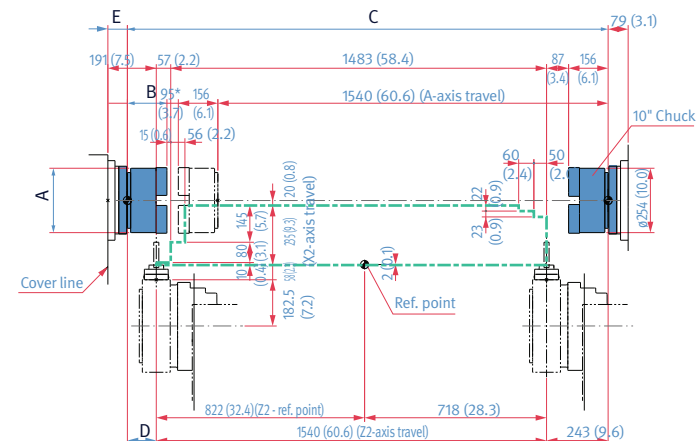 E
C
79 (3.1)
191 (7.5)
57 (2.2)
1483 (58.4)
87
(3.4)
156
(6.1)
B
95*
(3.7)
156
(6.1)
1540 (60.6) (A-axis travel)
10" Chuck
15 (0.6)
56 (2.2)
60
(2.4)
50
A
20 (0.8)
22
(0.9)
23
(0.9)
ø254 (10.0)
145
(5.7)
235 (9.3)
(X2-axis travel)
80
(3.1)
10
(0.4)
2 (0.1)
182.5
(7.2)
Cover line
Ref. point
822 (32.4)(Z2 - ref. point)
718 (28.3)
D
1540 (60.6) (Z2-axis travel)
243 (9.6)